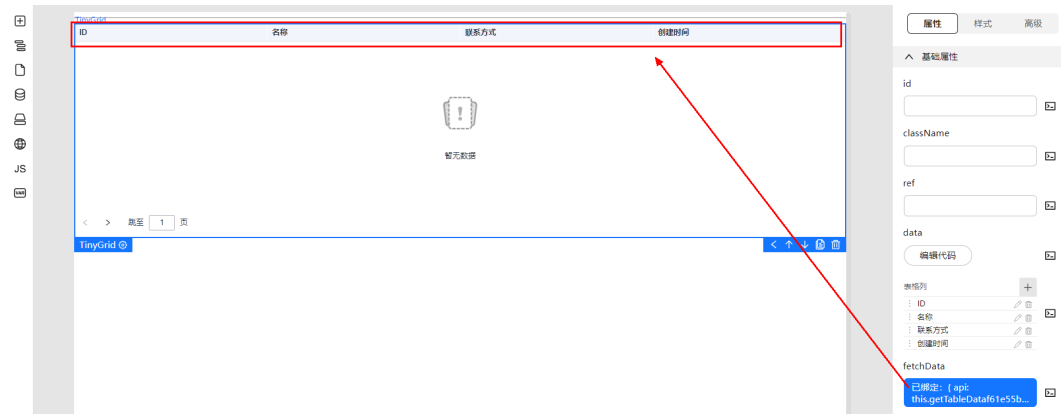 TinyGrid
ID 名称 联系方式 创建时间
暂无数据
跳至 1 页
TinyGrid
JS
VAR
属性 样式 高级
基础属性
id
className
ref
data
编辑代码
表格列
ID
名称
联系方式
创建时间
fetchData
已绑定: { api:
this.getTableDataf61e55b...